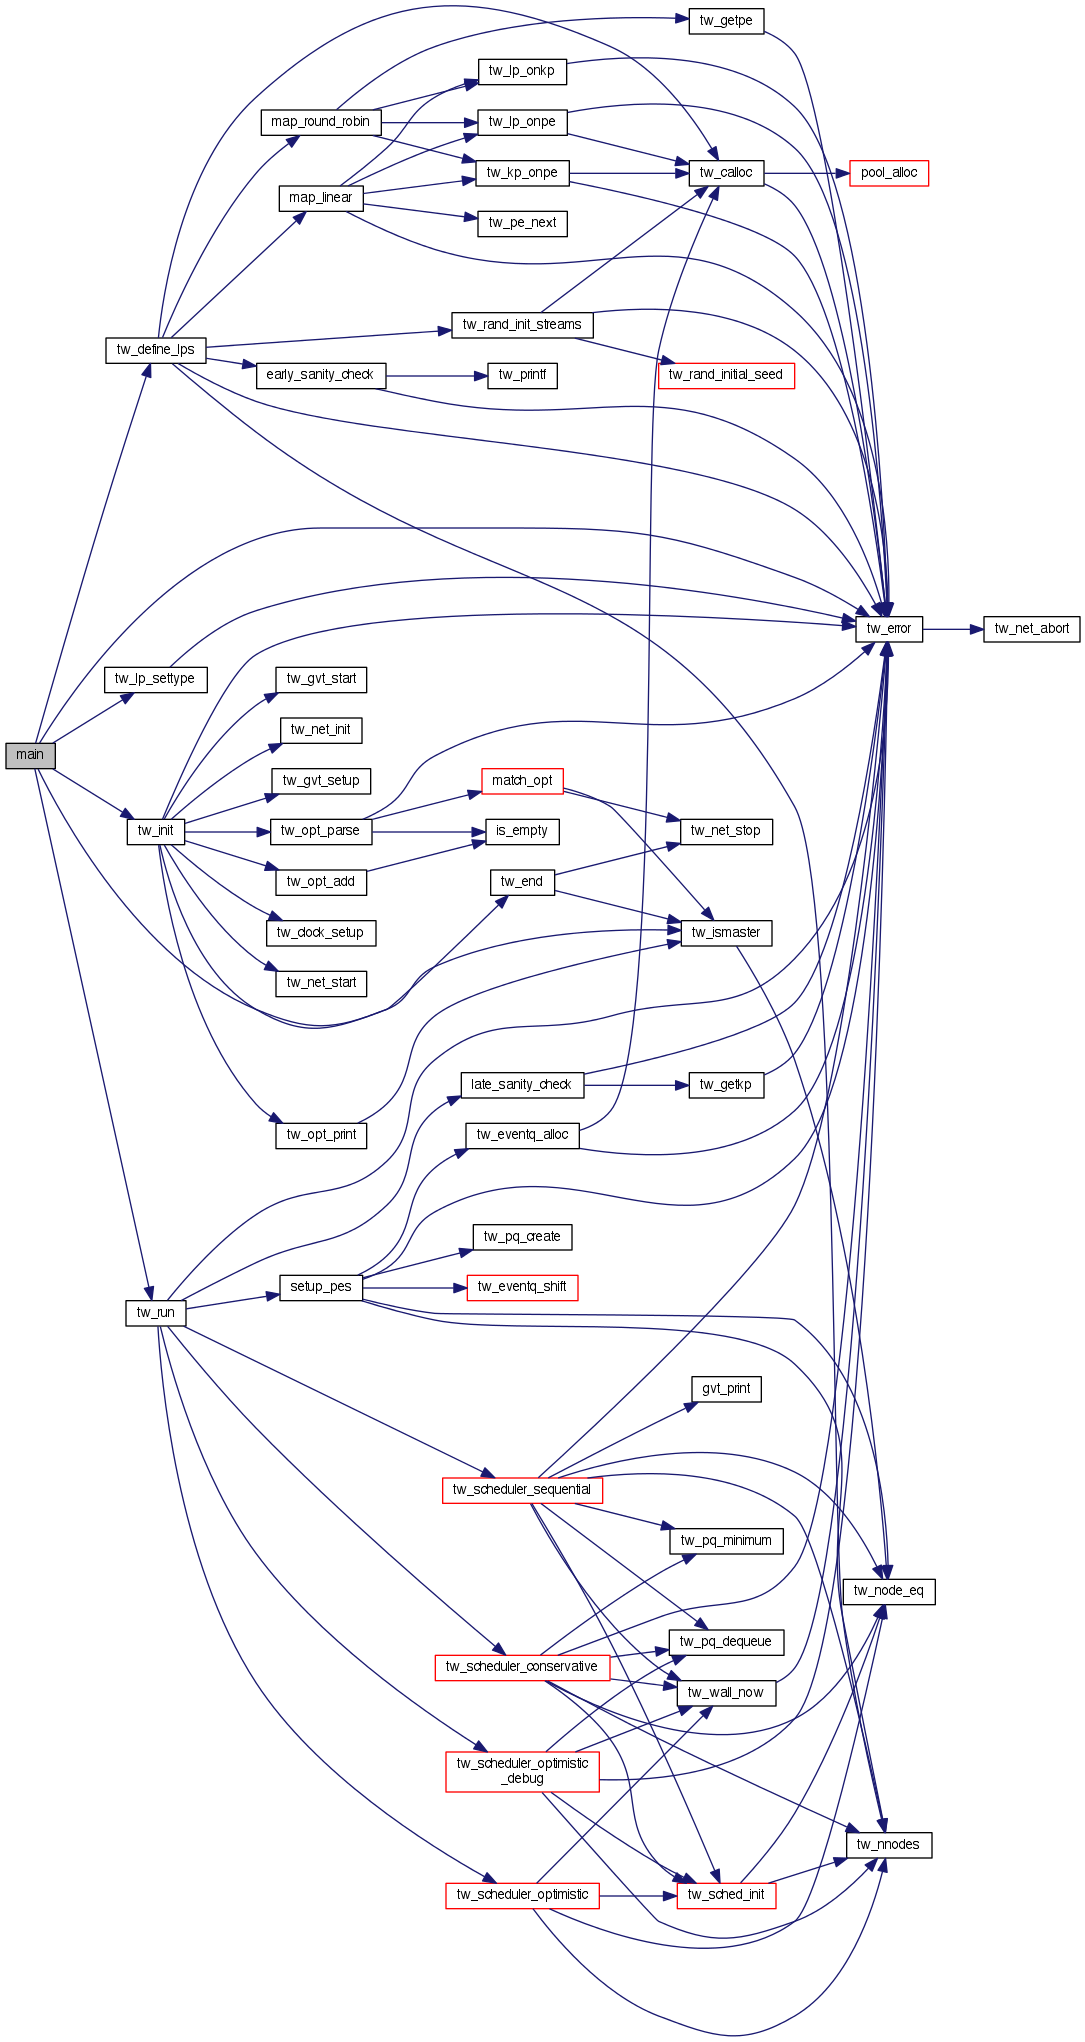 tw_getpe
tw_lp_onkp
map_round_robin
tw_lp_onpe
tw_kp_onpe
tw_calloc
pool_alloc
map_linear
tw_pe_next
tw_rand_init_streams
tw_define_lps
early_sanity_check
tw_printf
tw_rand_initial_seed
tw_error
tw_net_abort
tw_lp_settype
tw_gvt_start
tw_net_init
main
tw_gvt_setup
match_opt
tw_init
tw_opt_parse
is_empty
tw_net_stop
tw_opt_add
tw_end
tw_clock_setup
tw_ismaster
tw_net_start
late_sanity_check
tw_getkp
tw_opt_print
tw_eventq_alloc
tw_pq_create
setup_pes
tw_eventq_shift
tw_run
gvt_print
tw_scheduler_sequential
tw_pq_minimum
tw_node_eq
tw_pq_dequeue
tw_scheduler_conservative
tw_wall_now
tw_scheduler_optimistic
_debug
tw_nnodes
tw_scheduler_optimistic
tw_sched_init